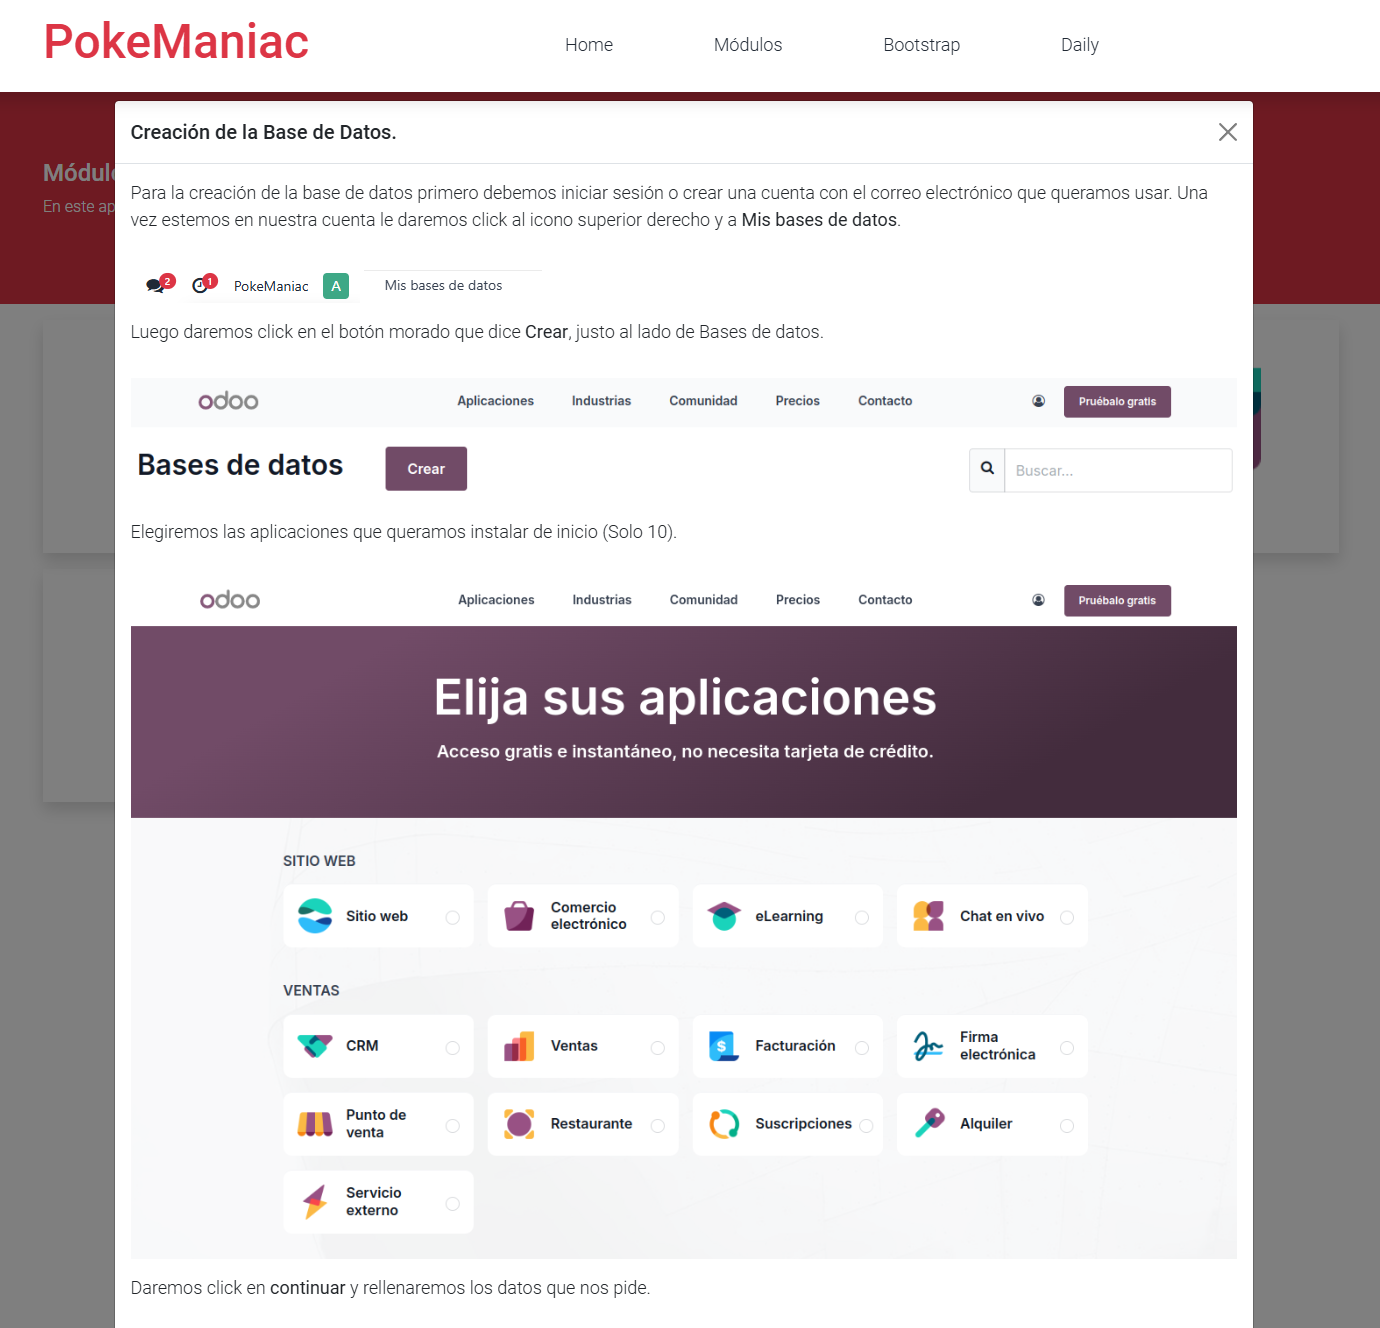 PokeManiac
Home
Módulos
Bootstrap
Daily
Creación de la Base de Datos.
Módulo
En este ap
Para la creación de la base de datos primero debemos iniciar sesión o crear una cuenta con el correo electrónico que queramos usar. Una
vez estemos en nuestra cuenta le daremos click al icono superior derecho y a Mis bases de datos.
2
1
PokeManiac
A
Mis bases de datos
Luego daremos click en el botón morado que dice Crear, justo al lado de Bases de datos.
odoo
Aplicaciones
Industrias
Comunidad
Precios
Contacto
Pruébalo gratis
Bases de datos
Crear
Buscar...
Elegiremos las aplicaciones que queramos instalar de inicio (Solo 10).
odoo
Aplicaciones
Industrias
Comunidad
Precios
Contacto
Pruébalo gratis
Elija sus aplicaciones
Acceso gratis e instantáneo, no necesita tarjeta de crédito.
SITIO WEB
Sitio web
Comercio
electrónico
eLearning
Chat en vivo
VENTAS
CRM
Ventas
$
Facturación
Firma
electrónica
Punto de
venta
Restaurante
Suscripciones
Alquiler
Servicio
externo
Daremos click en continuar y rellenaremos los datos que nos pide.